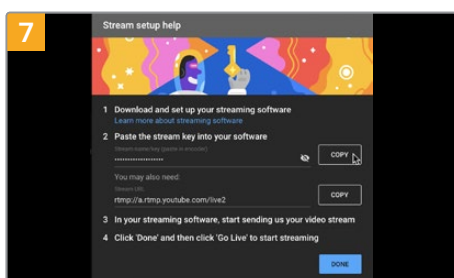 7
Stream setup help
1 Download and set up your streaming software
Learn more about streaming software
2 Paste the stream key into your software
Stream name/key (paste in encoder)
••••••••••••••••••
COPY
You may also need:
Stream URL
rtmp://a.rtmp.youtube.com/live2
COPY
3 In your streaming software, start sending us your video stream
4 Click 'Done' and then click 'Go Live' to start streaming
DONE